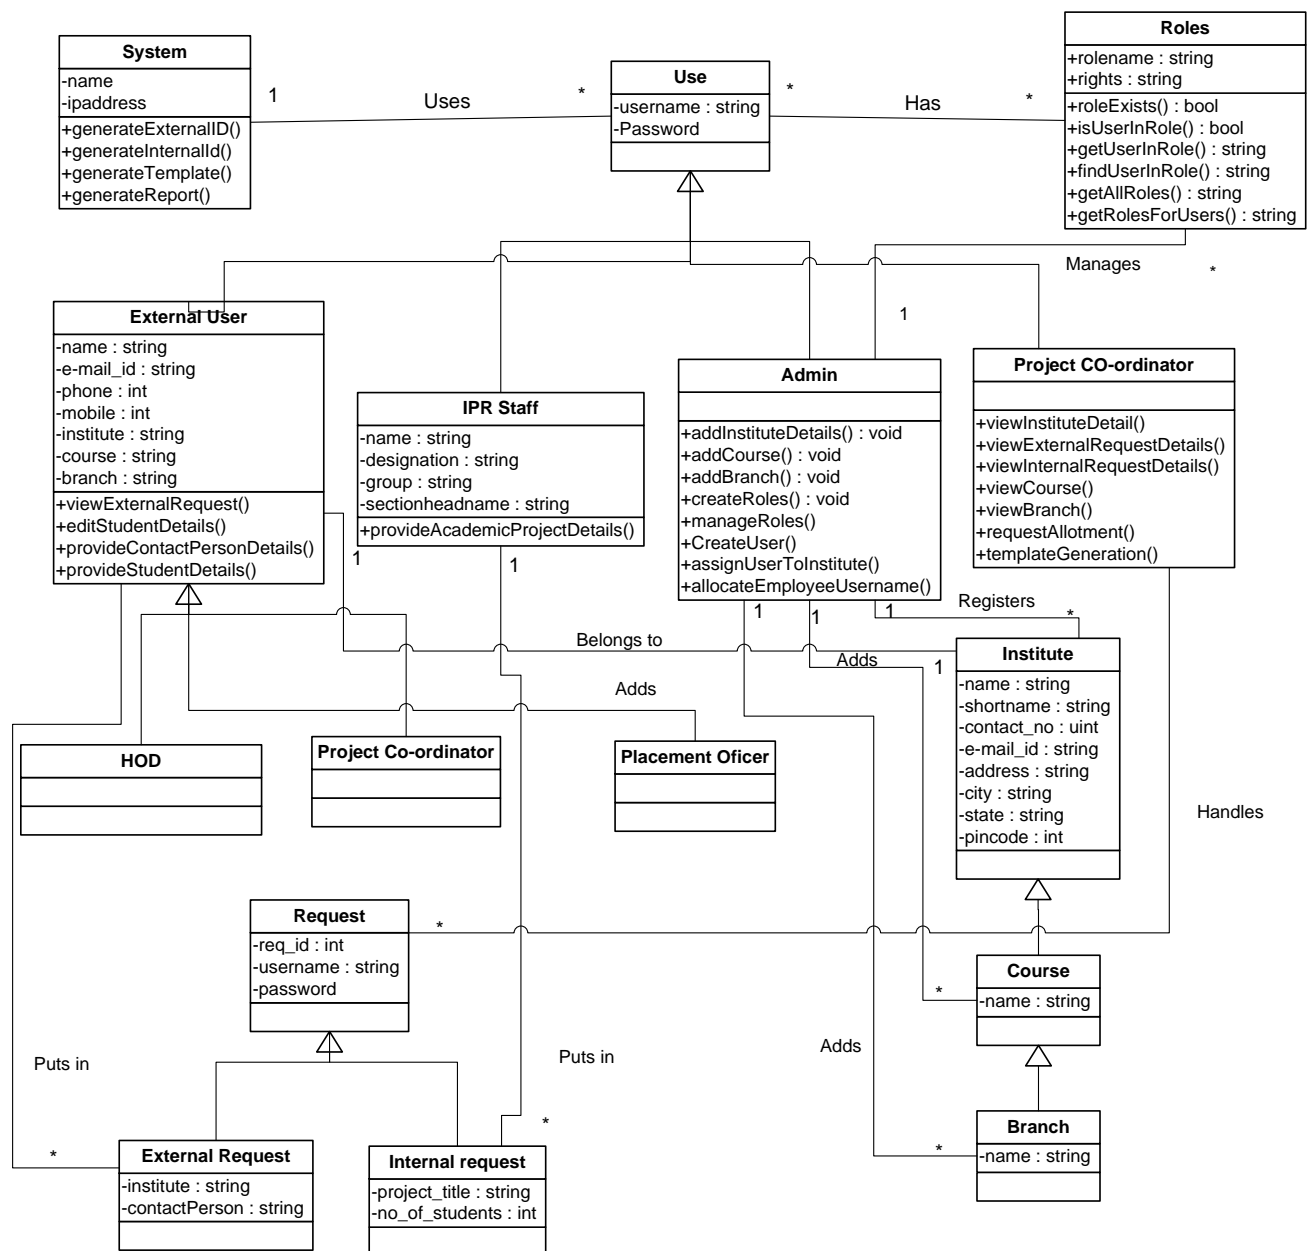 System
-name
-ipaddress
+generateExternalID()
+generateInternalId()
+generateTemplate()
+generateReport()
1
Uses
*
Use
-username : string
-Password
*
Has
*
Roles
+rolename : string
+rights : string
+roleExists() : bool
+isUserInRole() : bool
+getUserInRole() : string
+findUserInRole() : string
+getAllRoles() : string
+getRolesForUsers() : string
Manages
*
1
External User
-name : string
-e-mail_id : string
-phone : int
-mobile : int
-institute : string
-course : string
-branch : string
+viewExternalRequest()
+editStudentDetails()
+provideContactPersonDetails()
+provideStudentDetails()
1
IPR Staff
-name : string
-designation : string
-group : string
-sectionheadname : string
+provideAcademicProjectDetails()
1
Admin
+addInstituteDetails() : void
+addCourse() : void
+addBranch() : void
+createRoles() : void
+manageRoles()
+CreateUser()
+assignUserToInstitute()
+allocateEmployeeUsername()
1
1
1
Project CO-ordinator
+viewInstituteDetail()
+viewExternalRequestDetails()
+viewInternalRequestDetails()
+viewCourse()
+viewBranch()
+requestAllotment()
+templateGeneration()
Registers
*
Belongs to
Adds
1
Adds
Institute
-name : string
-shortname : string
-contact_no : uint
-e-mail_id : string
-address : string
-city : string
-state : string
-pincode : int
HOD
Project Co-ordinator
Placement Oficer
Handles
Request
-req_id : int
-username : string
-password
*
Course
-name : string
*
Puts in
Puts in
Adds
*
*
*
External Request
-institute : string
-contactPerson : string
Internal request
-project_title : string
-no_of_students : int
Branch
-name : string